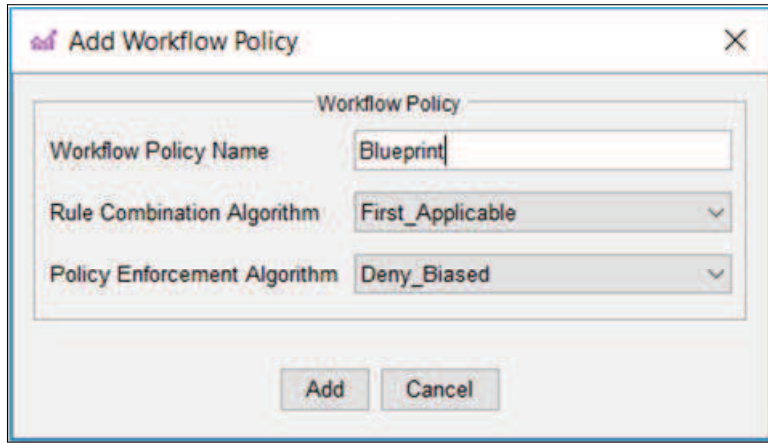 Add Workflow Policy
Workflow Policy
Workflow Policy Name Blueprint
Rule Combination Algorithm First_Applicable
Policy Enforcement Algorithm Deny_Biased
Add Cancel